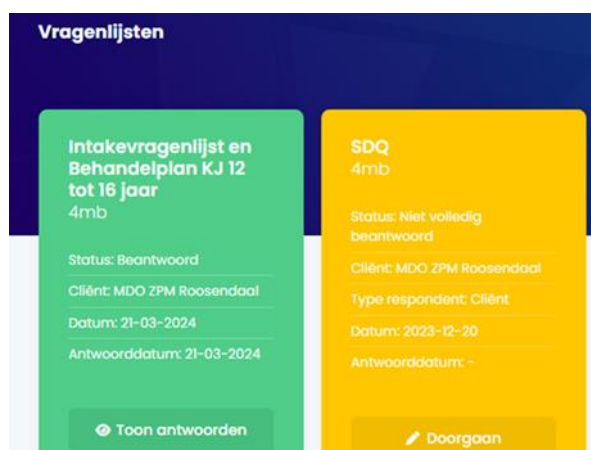 Vragenlijsten
Intakevragenlijst en
Behandelplan KJ 12
tot 16 jaar
4mb
Status: Beantwoord
Cliënt: MDO ZPM Roosendaal
Datum: 21-03-2024
Antwoorddatum: 21-03-2024
Toon antwoorden
SDQ
4mb
Status: Niet volledig
beantwoord
Cliënt: MDO ZPM Roosendaal
Type respondent: Cliënt
Datum: 2023-12-20
Antwoorddatum: -
Doorgaan